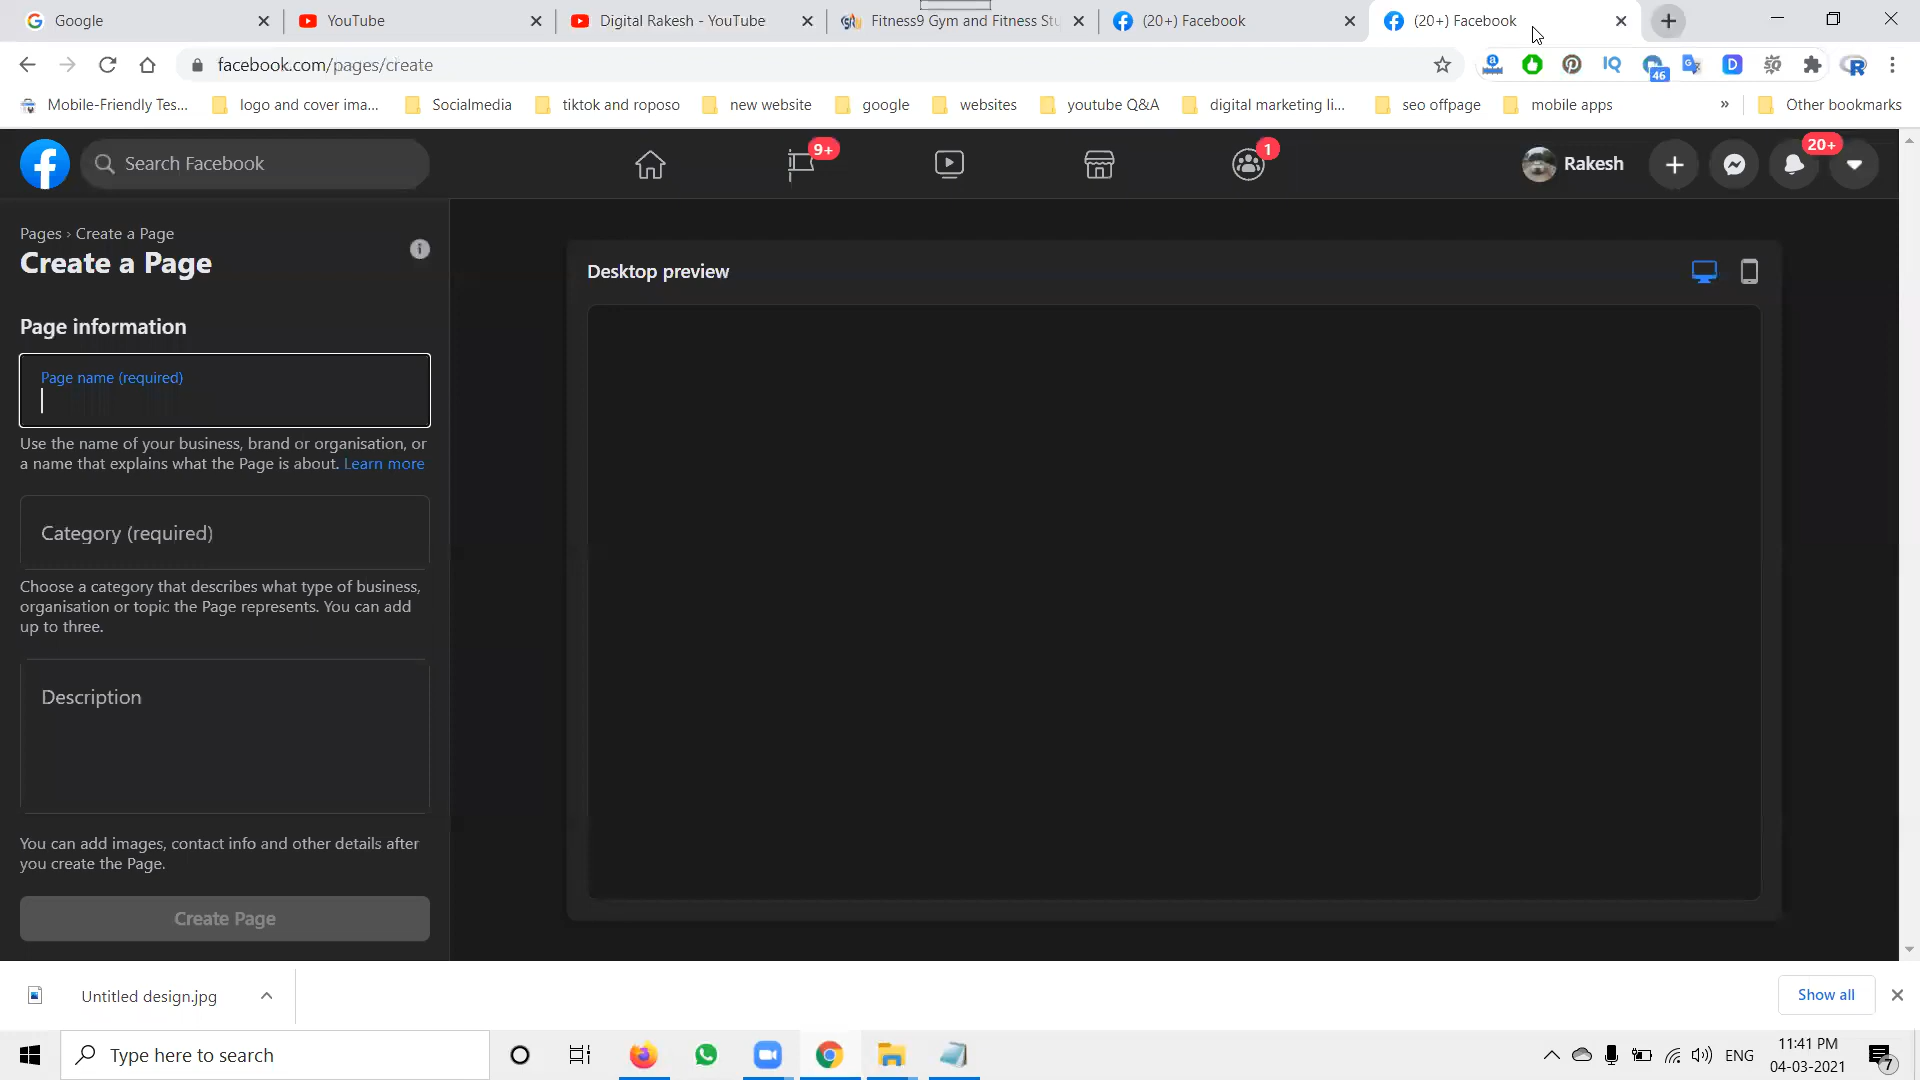 Google
YouTube
Digital Rakesh - YouTube
Fitness9 Gym and Fitness Stu
(20+) Facebook
(20+) Facebook
facebook.com/pages/create
46
Mobile-Friendly Tes...
logo and cover ima...
Socialmedia
tiktok and roposo
new website
google
websites
youtube Q&A
digital marketing li...
seo offpage
mobile apps
»
Other bookmarks
Search Facebook
9+
1
Rakesh
20+
Pages › Create a Page
Create a Page
Page information
Page name (required)
Use the name of your business, brand or organisation, or
a name that explains what the Page is about. Learn more
Category (required)
Choose a category that describes what type of business,
organisation or topic the Page represents. You can add
up to three.
Description
You can add images, contact info and other details after
you create the Page.
Create Page
Desktop preview
Untitled design.jpg
Show all
Type here to search
ENG
11:41 PM
04-03-2021
7